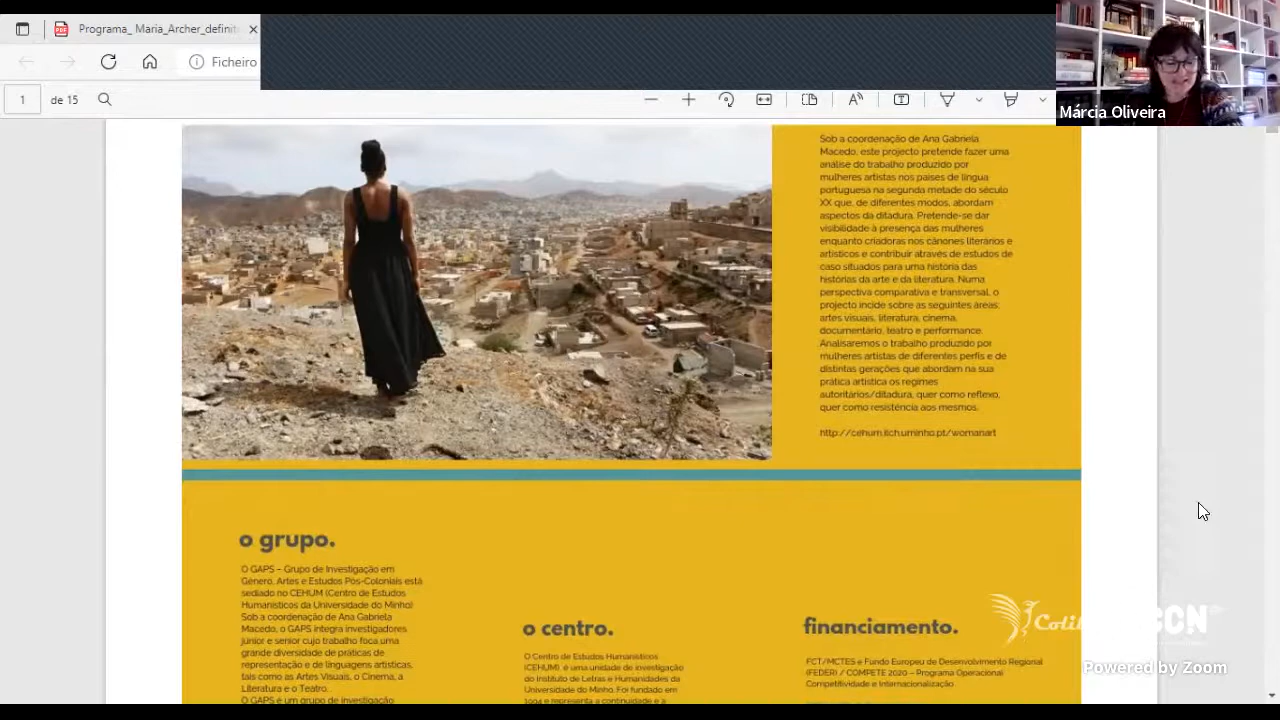 Programa_ Maria_Archer_definit
Ficheiro
1 de 15
Márcia Oliveira
Sob a coordenação de Ana Gabriela
Macedo, este projecto pretende fazer uma
análise do trabalho produzido por
mulheres artistas nos países de língua
portuguesa na segunda metade do século
XX que, de diferentes modos, abordam
aspectos da ditadura. Pretende-se dar
visibilidade à presença das mulheres
enquanto criadoras nos cânones literários e
artísticos e contribuir através de estudos de
caso situados para uma história das
histórias da arte e da literatura. Numa
perspectiva comparativa e transversal, o
projecto incide sobre as seguintes áreas:
artes visuais, literatura, cinema,
documentário, teatro e performance.
Analisaremos o trabalho produzido por
mulheres artistas de diferentes perfis e de
distintas gerações que abordam na sua
prática artística os regimes
autoritários/ditadura, quer como reflexo,
quer como resistência aos mesmos.
http://cehum.ilch.uminho.pt/womanart
o grupo.
O GAPS – Grupo de Investigação em
Género, Artes e Estudos Pós-Coloniais está
sediado no CEHUM (Centro de Estudos
Humanísticos da Universidade do Minho)
Sob a coordenação de Ana Gabriela
Macedo, o GAPS integra investigadores
júnior e senior cujo trabalho foca uma
grande diversidade de práticas de
representação e de linguagens artísticas,
tais como as Artes Visuais, o Cinema, a
Literatura e o Teatro.
O GAPS é um grupo de investigação
o centro.
O Centro de Estudos Humanísticos
(CEHUM) é uma unidade de investigação
do Instituto de Letras e Humanidades da
Universidade do Minho. Foi fundado em
1994 e representa a continuidade e a
financiamento.
FCT/MCTES e Fundo Europeu de Desenvolvimento Regional
(FEDER) / COMPETE 2020 – Programa Operacional
Competitividade e Internacionalização
Powered by Zoom